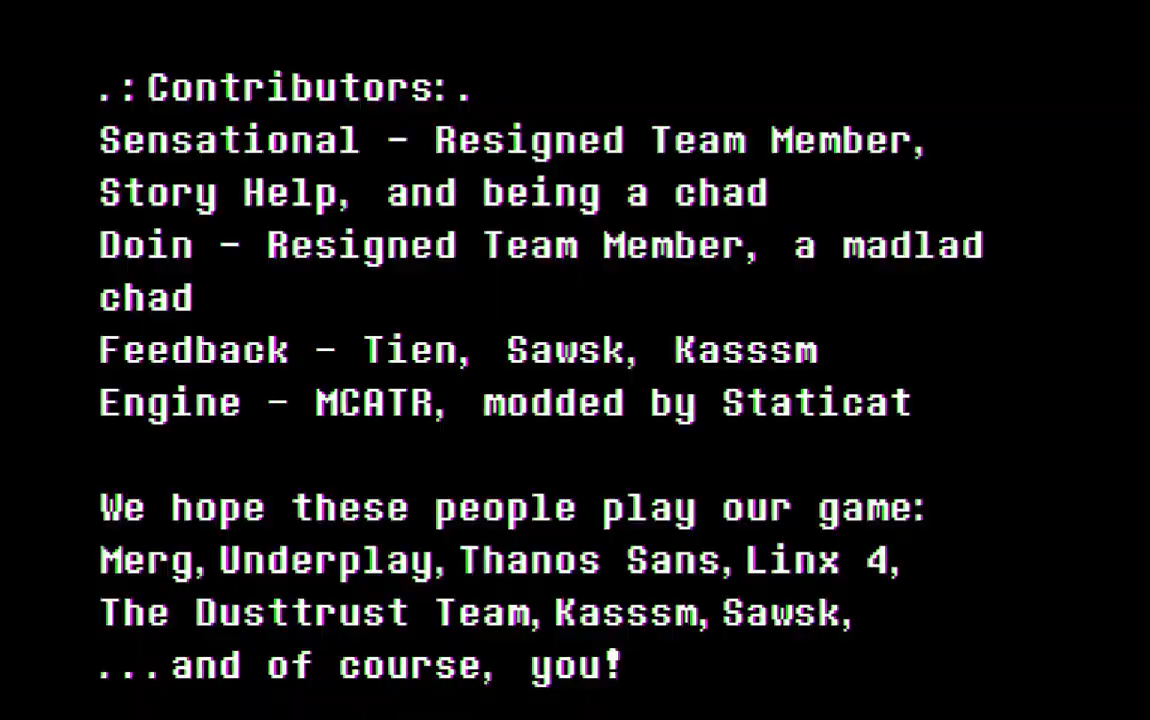 .:Contributors:.
Sensational - Resigned Team Member,
Story Help, and being a chad
Doin - Resigned Team Member, a madlad
chad
Feedback - Tien, Sawsk, Kasssm
Engine - MCATR, modded by Staticat
We hope these people play our game:
Merg, Underplay, Thanos Sans, Linx 4,
The Dusttrust Team, Kasssm, Sawsk,
...and of course, you!